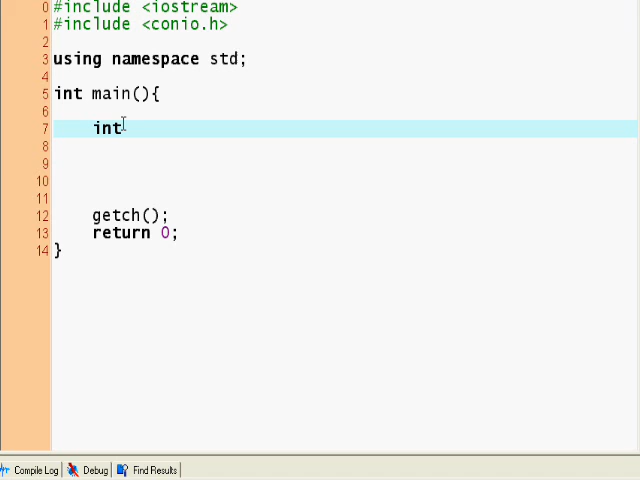 0 #include <iostream>
1 #include <conio.h>
2
3 using namespace std;
4
5 int main(){
6
7 int
8
9
10
11
12 getch();
13 return 0;
14 }
Compile Log Debug Find Results